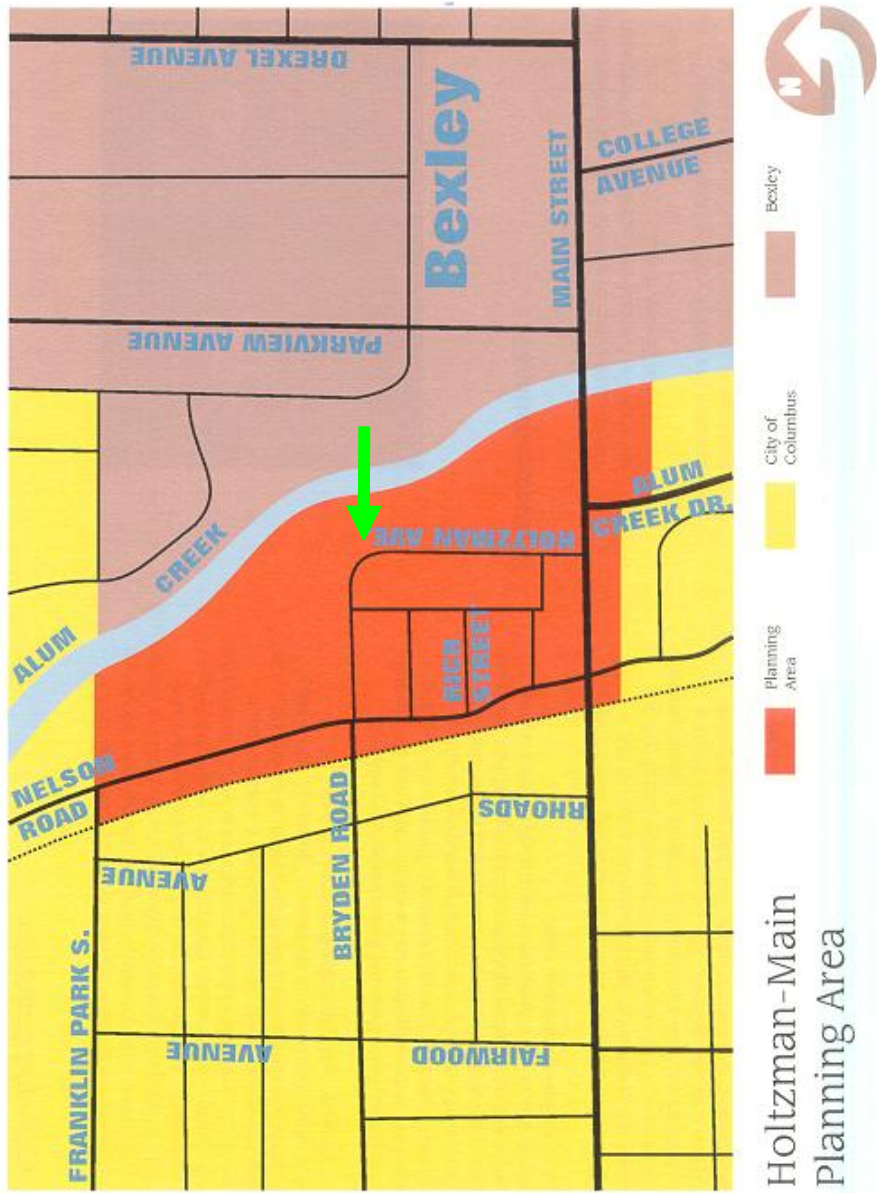 DREXEL AVENUE
Bexley
MAIN STREET
COLLEGE
AVENUE
PARKVIEW AVENUE
ALUM
CREEK
HOLTZMAN AVE
ALUM
CREEK DR.
RICH
STREET
NELSON
ROAD
BRYDEN ROAD
RHOADS
AVENUE
FRANKLIN PARK S.
FAIRWOOD
AVENUE
N
Holtzman-Main
Planning Area
Planning
Area
City of
Columbus
Bexley